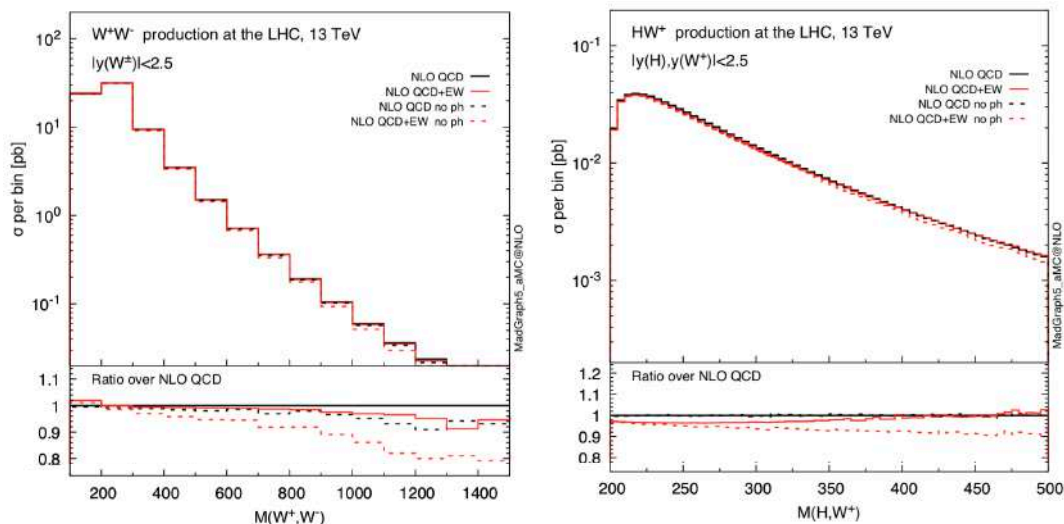 W⁺W⁻ production at the LHC, 13 TeV
|y(W±)|<2.5
NLO QCD
NLO QCD+EW
NLO QCD no ph
NLO QCD+EW no ph
10²
10¹
10⁰
10⁻¹
σ per bin [pb]
MadGraph5_aMC@NLO
Ratio over NLO QCD
1.1
1
0.9
0.8
200 400 600 800 1000 1200 1400
M(W⁺,W⁻)
HW⁺ production at the LHC, 13 TeV
|y(H),y(W⁺)|<2.5
NLO QCD
NLO QCD+EW
NLO QCD no ph
NLO QCD+EW no ph
10⁻¹
10⁻²
10⁻³
σ per bin [pb]
MadGraph5_aMC@NLO
Ratio over NLO QCD
1.2
1.1
1
0.9
0.8
200 250 300 350 400 450 500
M(H,W⁺)